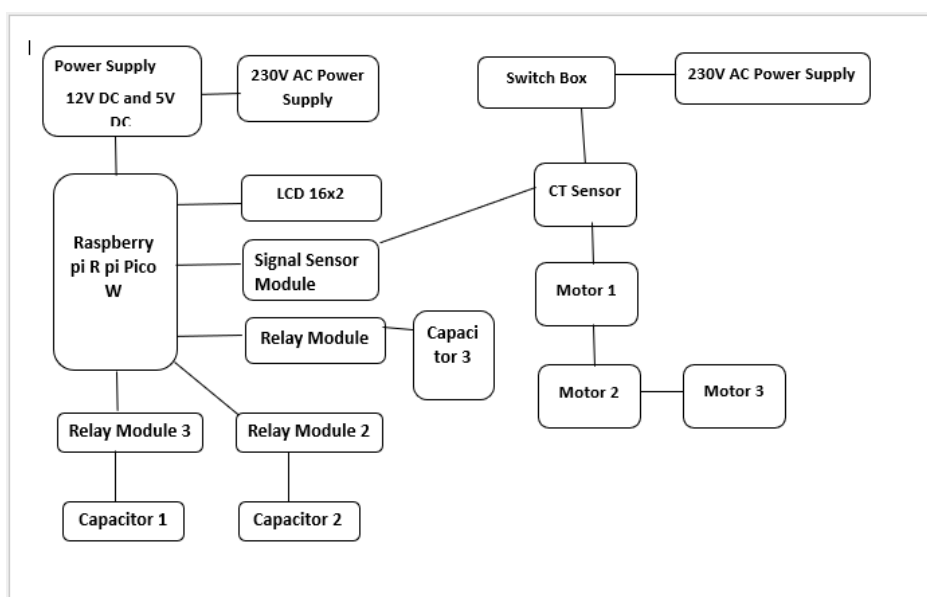 Power Supply
12V DC and 5V
DC
230V AC Power
Supply
Switch Box
230V AC Power Supply
LCD 16x2
CT Sensor
Raspberry
pi R pi Pico
W
Signal Sensor
Module
Motor 1
Relay Module
Capaci
tor 3
Motor 2
Motor 3
Relay Module 3
Relay Module 2
Capacitor 1
Capacitor 2